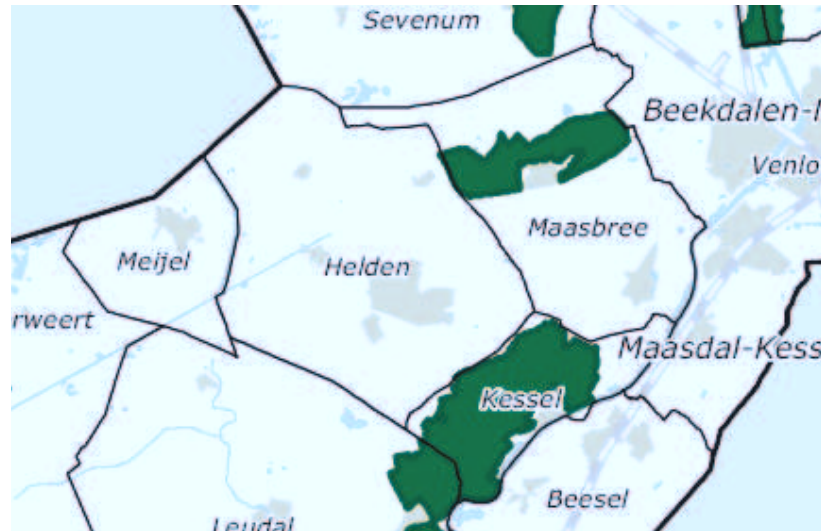 Sevenum
Beekdalen-
Venlo
Maasbree
Meijel
Helden
rweert
Maasdal-Kess
Kessel
Beesel
Leudal